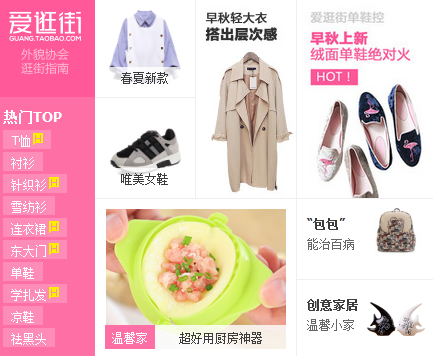 爱逛街
GUANG.TAOBAO.COM
外貌协会
逛街指南
热门TOP
T恤
衬衫
针织衫
雪纺衫
连衣裙
东大门
单鞋
学扎发
凉鞋
祛黑头
春夏新款
唯美女鞋
早秋轻大衣
搭出层次感
爱逛街单鞋控
早秋上新
绒面单鞋绝对火
HOT！
温馨家
超好用厨房神器
“包包”
能治百病
创意家居
温馨小家